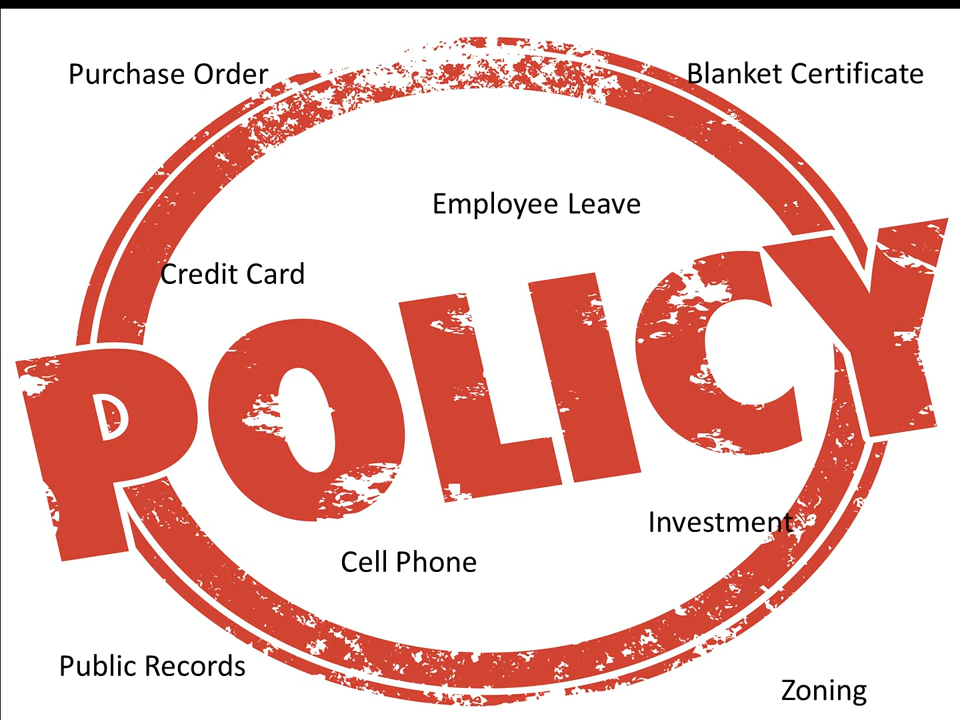 Purchase Order
Blanket Certificate
Employee Leave
Credit Card
POLICY
Investment
Cell Phone
Public Records
Zoning